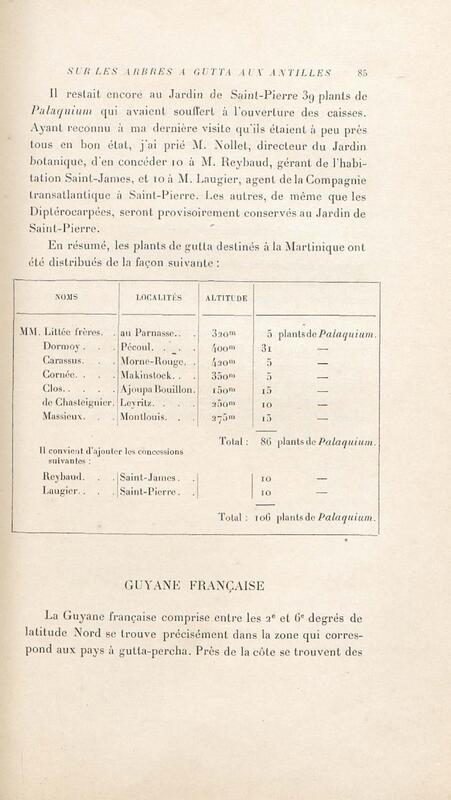 SUR LES ARBRES A GUTTA AUX ANTILLES 85
Il restait encore au Jardin de Saint-Pierre 39 plants de
Palaquium qui avaient souffert à l'ouverture des caisses.
Ayant reconnu à ma dernière visite qu'ils étaient à peu près
tous en bon état, j'ai prié M. Nollet, directeur du Jardin
botanique, d'en concéder 10 à M. Reybaud, gérant de l'habi-
tation Saint-James, et 10 à M. Laugier, agent de la Compagnie
transatlantique à Saint-Pierre. Les autres, de même que les
Diptérocarpées, seront provisoirement conservés au Jardin de
Saint-Pierre.
En résumé, les plants de gutta destinés à la Martinique ont
été distribués de la façon suivante :
NOMS LOCALITÉS ALTITUDE
MM. Littée frères. . au Parnasse. . 320m 5 plants de Palaquium.
Dormoy . . . Pécoul. . . . 400m 31 —
Carassus. . . Morne-Rouge. . 420m 5 —
Cornée. . . . Makinstock. . 350m 5 —
Clos. . . . . Ajoupa Bouillon. 150m 15 —
de Chasteignier. Leyritz. . . . 250m 10 —
Massieux. . . Montlouis. . . 275m 15 —
Total : 86 plants de Palaquium.
Il convient d'ajouter les concessions
suivantes :
Reybaud. . . Saint-James. . 10 —
Laugier. . . Saint-Pierre. . 10 —
Total : 106 plants de Palaquium.
GUYANE FRANÇAISE
La Guyane française comprise entre les 2e et 6e degrés de
latitude Nord se trouve précisément dans la zone qui corres-
pond aux pays à gutta-percha. Près de la côte se trouvent des